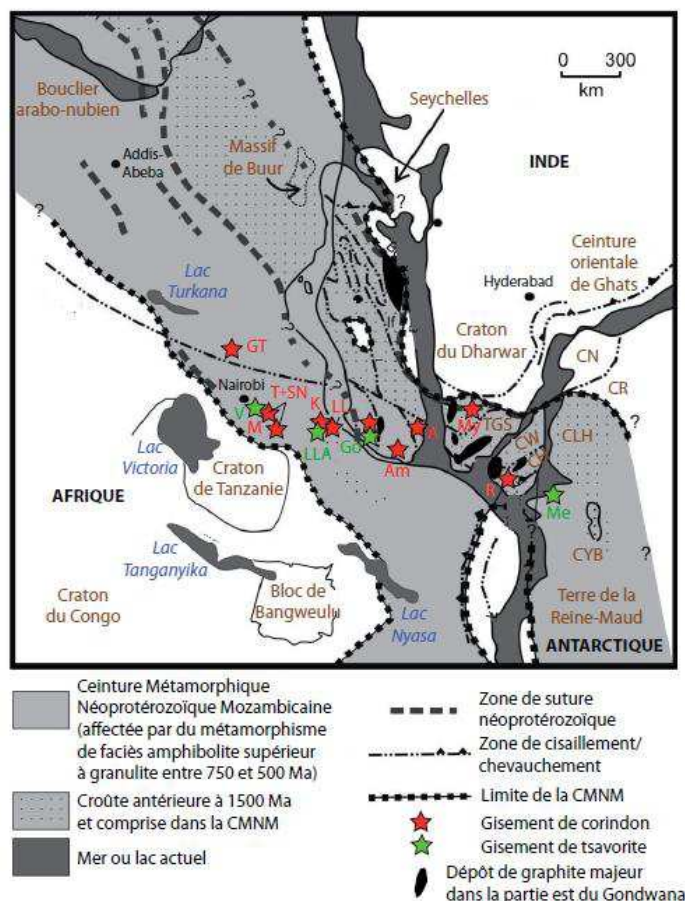 0 300
km
Bouclier
arabo-nubien
Seychelles
Massif
de Buur
Addis-
Abeba
INDE
?
?
?
Lac
Turkana
Hyderabad
Ceinture
orientale
de Ghats
Craton
du Dharwar
CN
CR
GT
Nairobi
T+SN
V
M
K
LL
LLA
Go
Am
A
My
TGS
CW
CH
CLH
R
Me
?
Lac
Victoria
Craton
de Tanzanie
AFRIQUE
Lac
Tanganyika
Craton
du Congo
Bloc de
Bangweulu
Lac
Nyasa
CYB
?
?
Terre de la
Reine-Maud
ANTARCTIQUE
Ceinture Métamorphique
Néoprotérozoïque Mozambicaine
(affectée par du métamorphisme
de faciès amphibolite supérieur
à granulite entre 750 et 500 Ma)
Croûte antérieure à 1500 Ma
et comprise dans la CMNM
Mer ou lac actuel
Zone de suture
néoprotérozoïque
Zone de cisaillement/
chevauchement
Limite de la CMNM
Gisement de corindon
Gisement de tsavorite
Dépôt de graphite majeur
dans la partie est du Gondwana